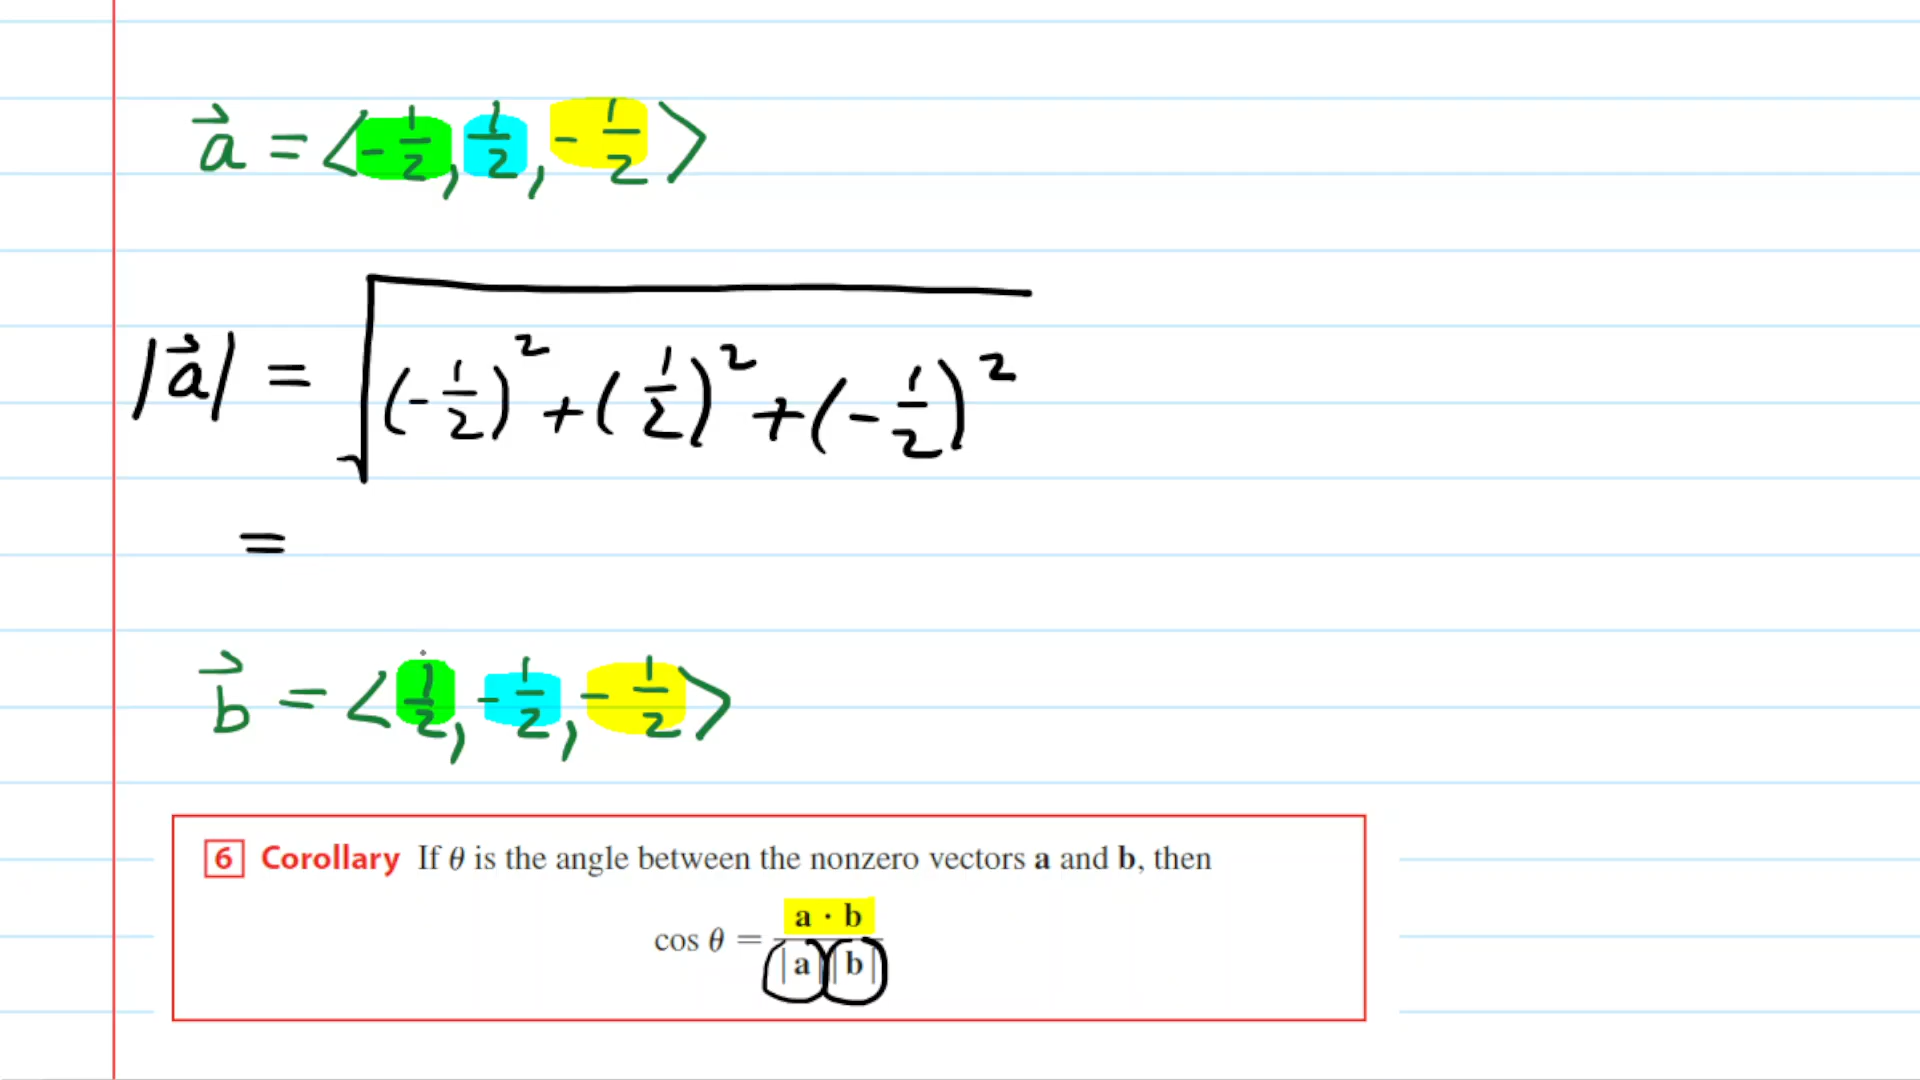 a⃗ = ⟨-1/2, 1/2, -1/2⟩
|a⃗| = √((-1/2)² + (1/2)² + (-1/2)²)
=
b⃗ = ⟨1/2, -1/2, -1/2⟩
6 Corollary If θ is the angle between the nonzero vectors a and b, then
cos θ = a · b / |a||b|